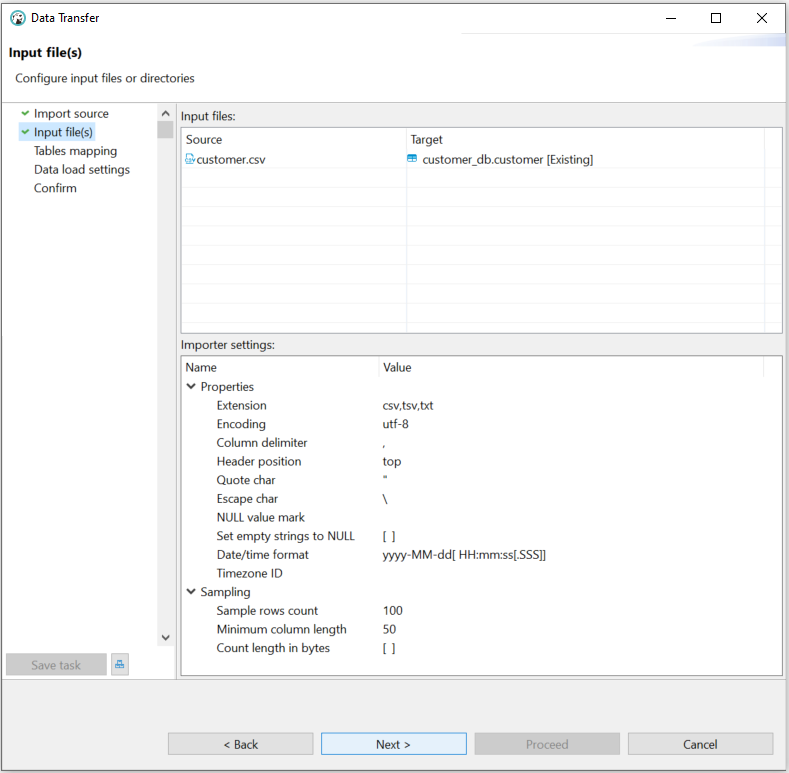 Data Transfer
Input file(s)
Configure input files or directories
Import source
Input file(s)
Tables mapping
Data load settings
Confirm
Save task
Input files:
Source Target
customer.csv customer_db.customer [Existing]
Importer settings:
Name Value
Properties
Extension csv,tsv,txt
Encoding utf-8
Column delimiter ,
Header position top
Quote char "
Escape char \
NULL value mark
Set empty strings to NULL [ ]
Date/time format yyyy-MM-dd[ HH:mm:ss[.SSS]]
Timezone ID
Sampling
Sample rows count 100
Minimum column length 50
Count length in bytes [ ]
< Back Next > Proceed Cancel